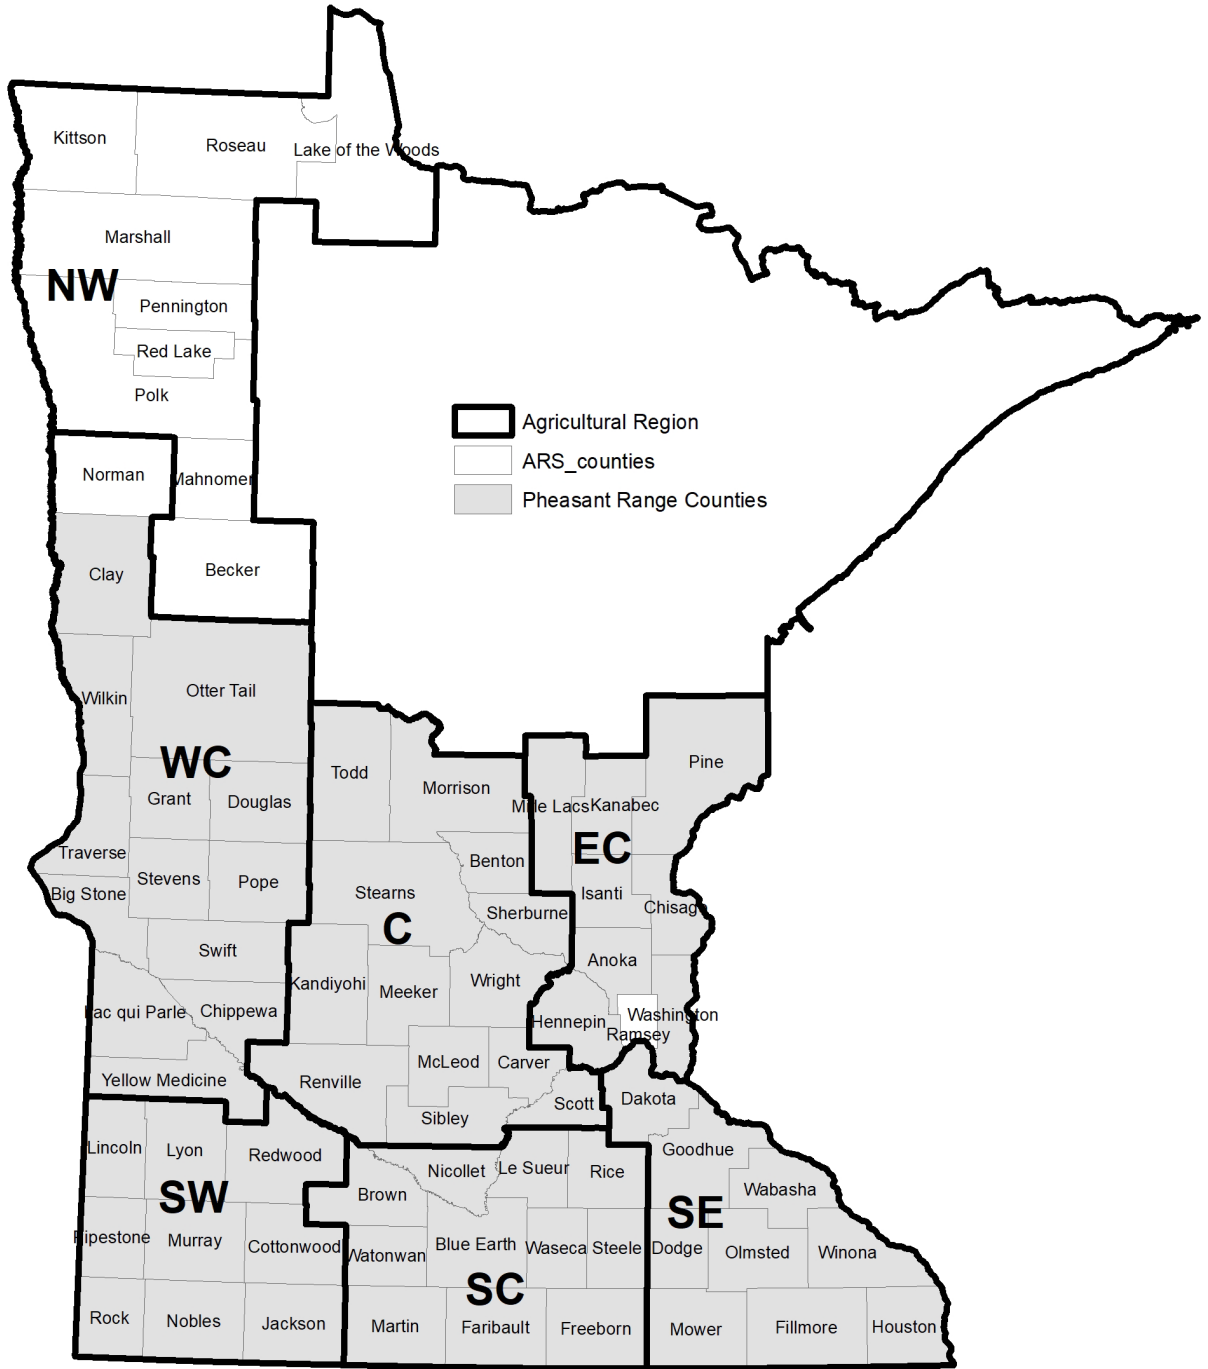 Kittson
Roseau
Lake of the Woods
Marshall
NW
Pennington
Red Lake
Polk
Agricultural Region
ARS_counties
Pheasant Range Counties
Norman
Mahnomen
Clay
Becker
Wilkin
Otter Tail
WC
Grant
Douglas
Todd
Morrison
Mille Lacs
Kanabec
Pine
EC
Traverse
Stevens
Pope
Big Stone
Benton
Stearns
C
Sherburne
Isanti
Chisago
Swift
Anoka
Kandiyohi
Meeker
Wright
Lac qui Parle
Chippewa
Hennepin
Washington
Ramsey
McLeod
Carver
Yellow Medicine
Renville
Sibley
Scott
Dakota
Lincoln
Lyon
Redwood
SW
Nicollet
Le Sueur
Rice
Goodhue
Brown
Wabasha
SE
Pipestone
Murray
Cottonwood
Watonwan
Blue Earth
Waseca
Steele
Dodge
Olmsted
Winona
SC
Rock
Nobles
Jackson
Martin
Faribault
Freeborn
Mower
Fillmore
Houston